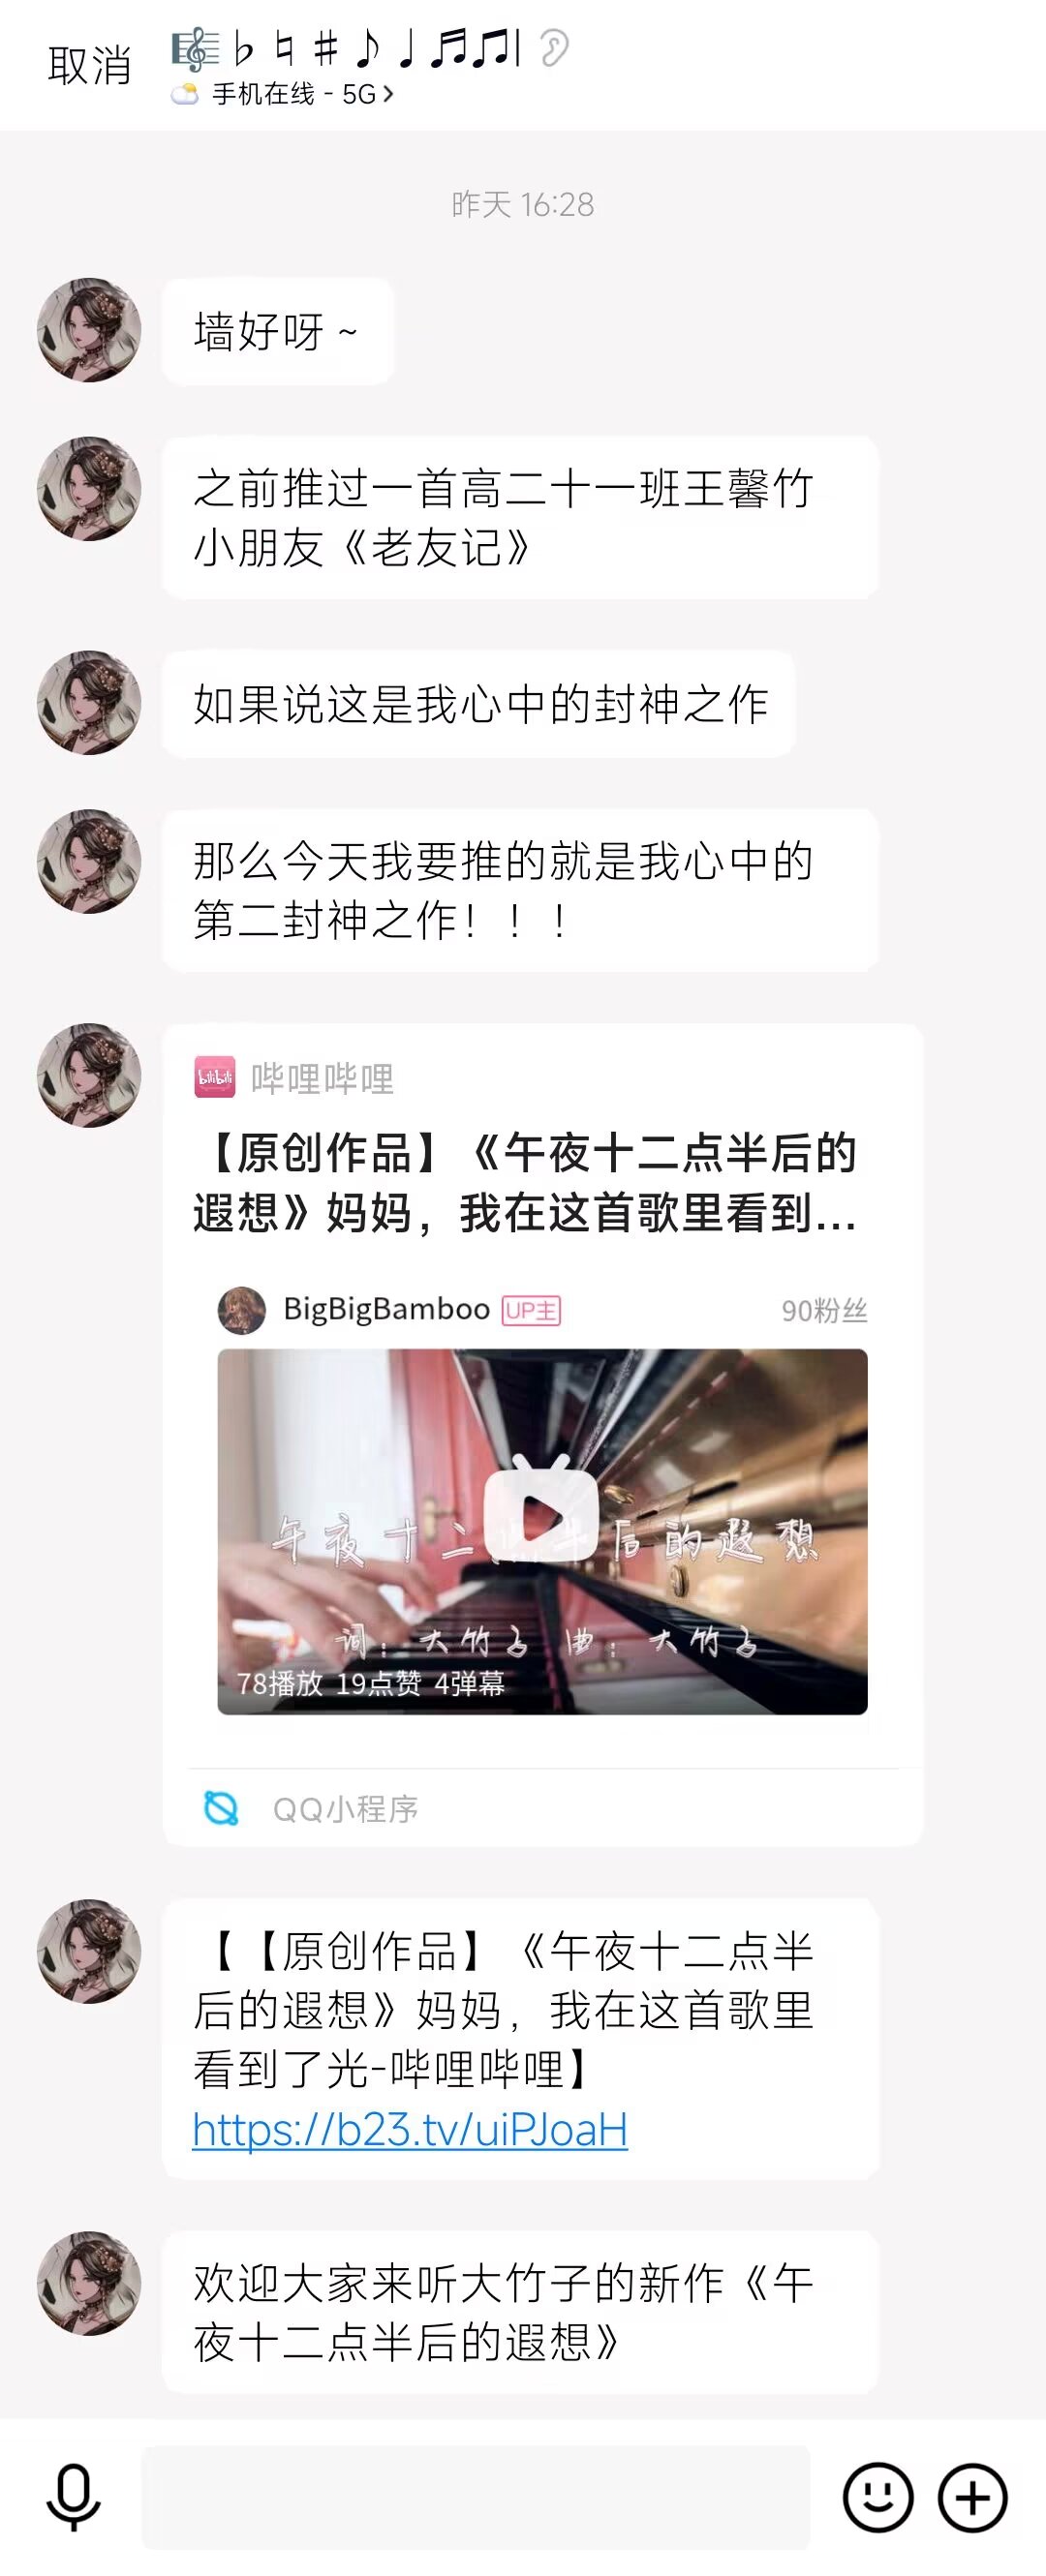 取消
♭ ♮ ♯ ♪ ♩ ♬♫|
手机在线 - 5G
昨天 16:28
墙好呀 ~
之前推过一首高二十一班王馨竹
小朋友《老友记》
如果说这是我心中的封神之作
那么今天我要推的就是我心中的
第二封神之作！！！
bilibili 哔哩哔哩
【原创作品】《午夜十二点半后的
遐想》妈妈，我在这首歌里看到...
BigBigBamboo UP主 90粉丝
午夜十二 后的遐想
词：大竹子 曲：大竹子
78播放 19点赞 4弹幕
QQ小程序
【【原创作品】《午夜十二点半
后的遐想》妈妈，我在这首歌里
看到了光-哔哩哔哩】
https://b23.tv/uiPJoaH
欢迎大家来听大竹子的新作《午
夜十二点半后的遐想》